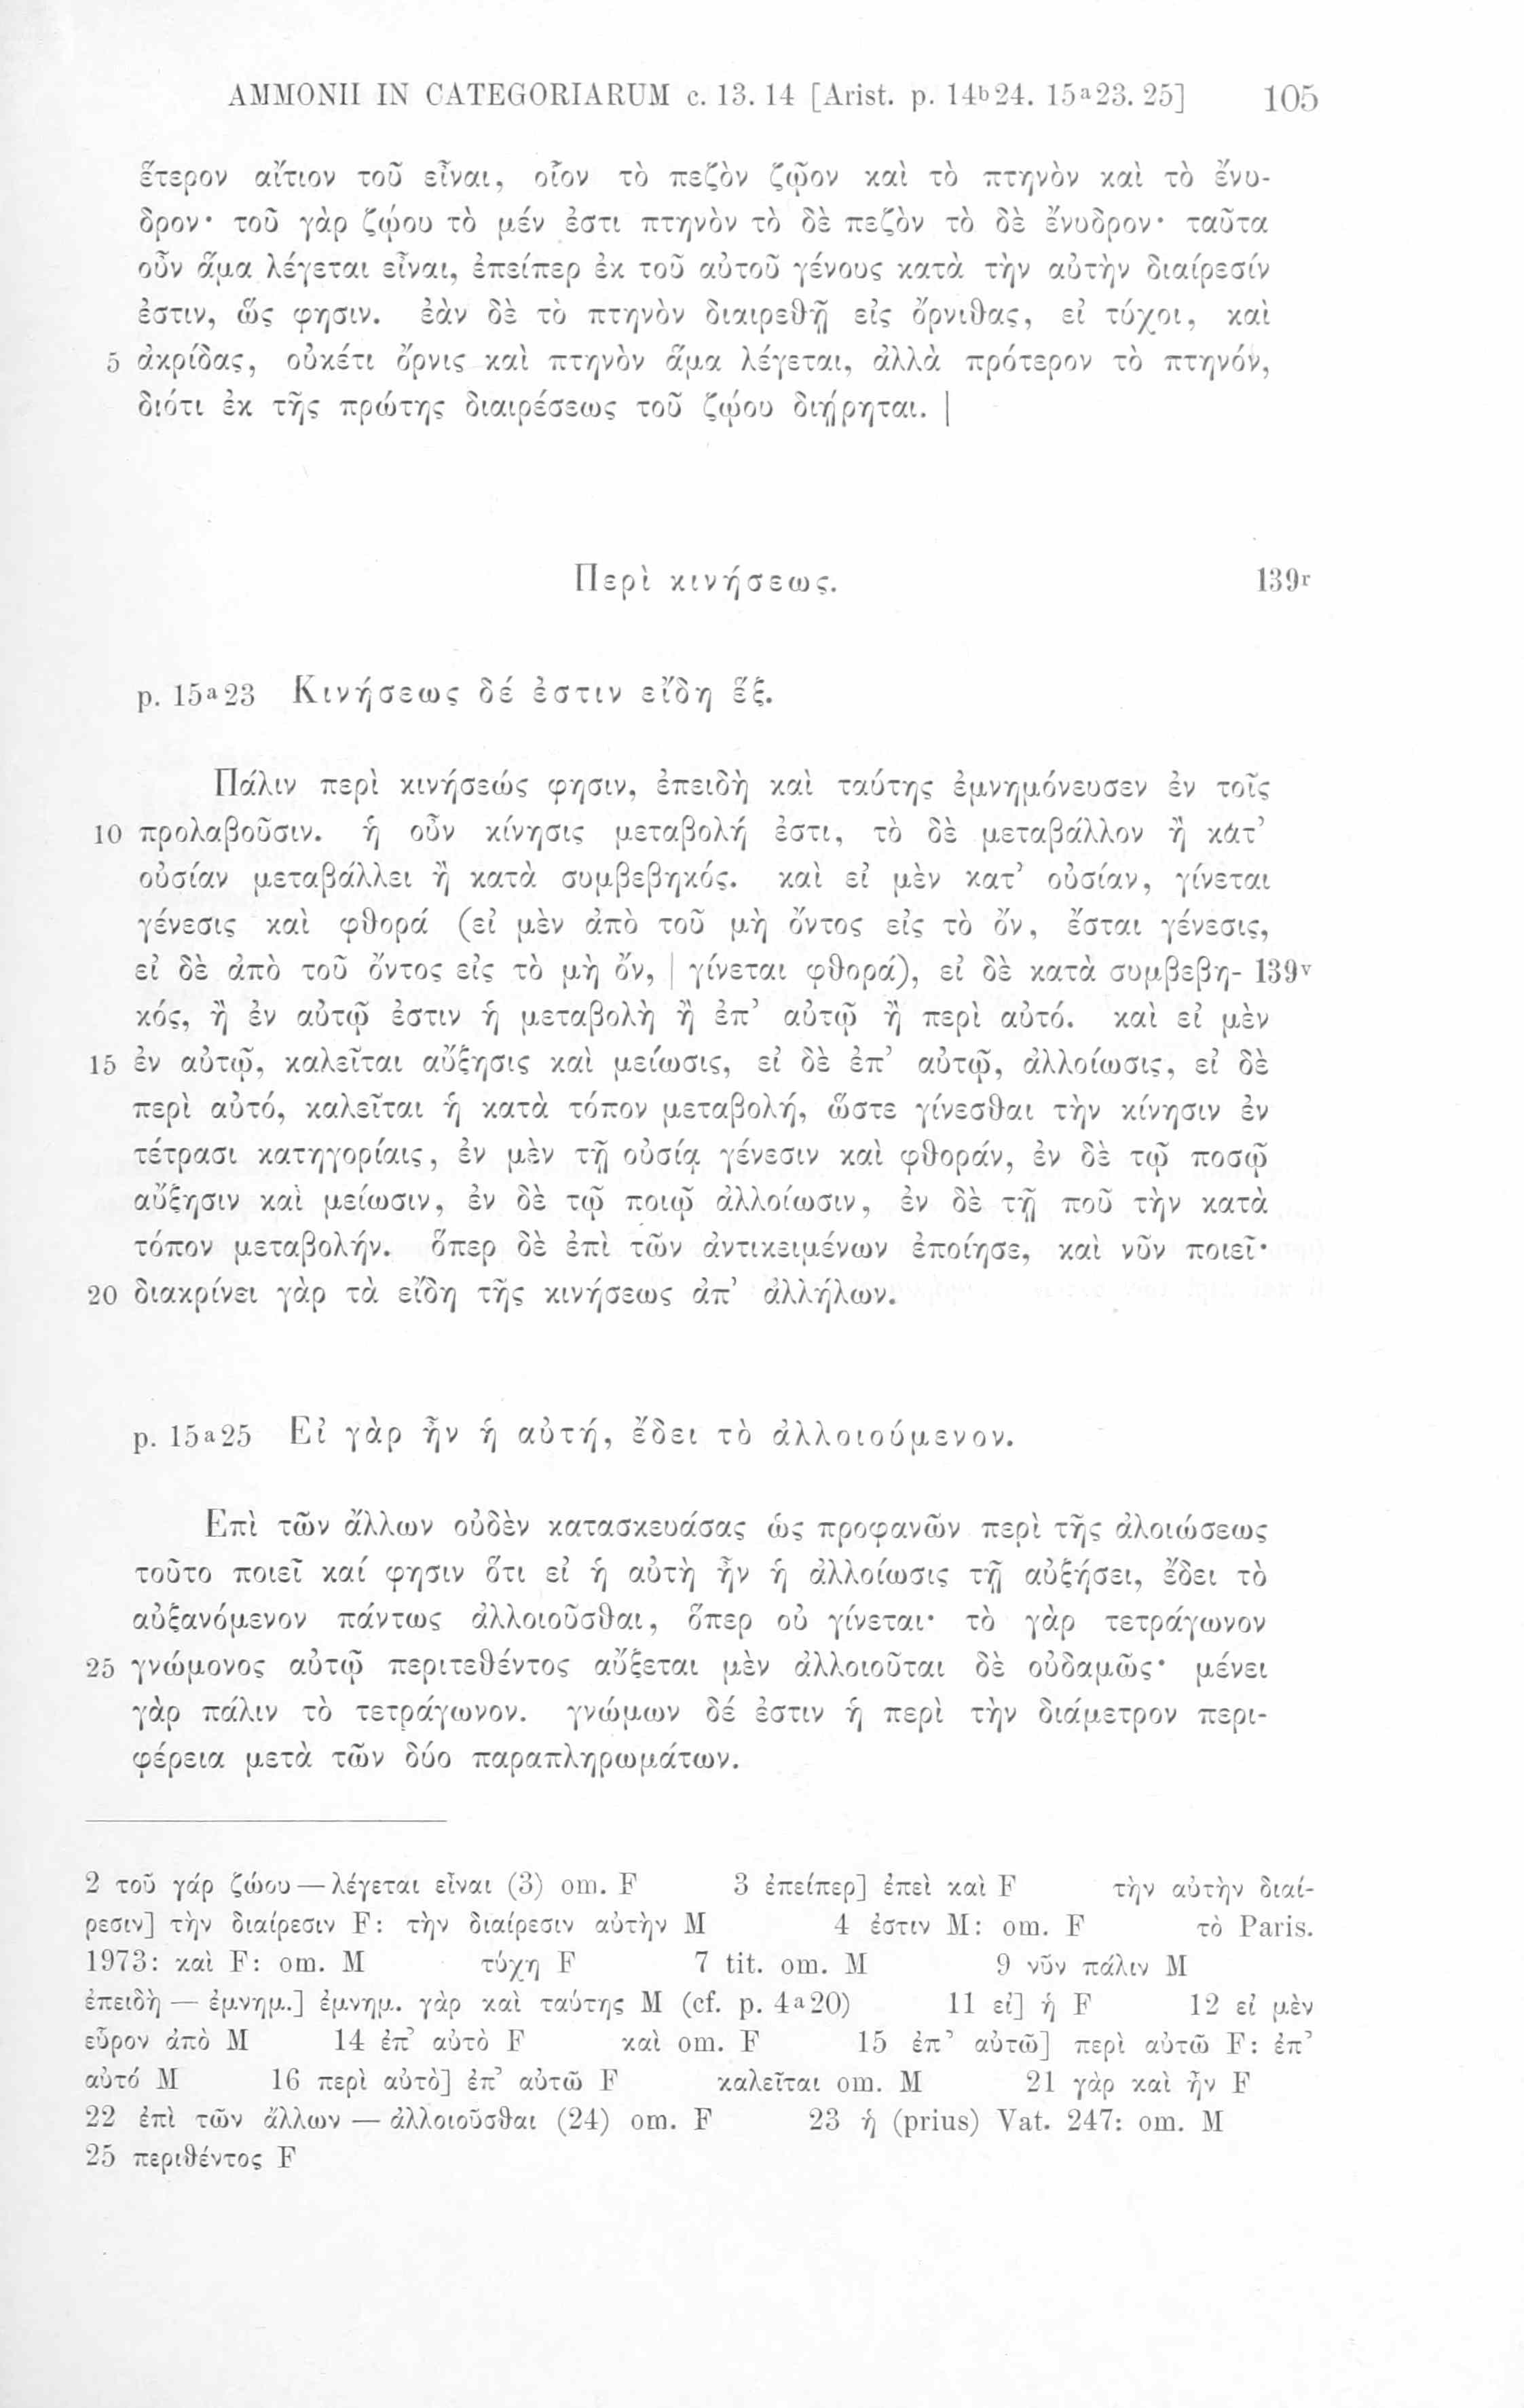 AMMONII IN CATEGORIARUM c. 13. 14 [Arist. p. 14b24. 15a23. 25] 105
ἕτερον αἴτιον τοῦ εἶναι, οἷον τὸ πεζὸν ζῷον καὶ τὸ πτηνὸν καὶ τὸ ἔνυ-
δρον· τοῦ γὰρ ζῴου τὸ μέν ἐστι πτηνὸν τὸ δὲ πεζὸν τὸ δὲ ἔνυδρον· ταῦτα
οὖν ἅμα λέγεται εἶναι, ἐπείπερ ἐκ τοῦ αὐτοῦ γένους κατὰ τὴν αὐτὴν διαίρεσίν
ἐστιν, ὥς φησιν. ἐὰν δὲ τὸ πτηνὸν διαιρεθῇ εἰς ὄρνιθας, εἰ τύχοι, καὶ
5 ἀκρίδας, οὐκέτι ὄρνις καὶ πτηνὸν ἅμα λέγεται, ἀλλὰ πρότερον τὸ πτηνόν,
διότι ἐκ τῆς πρώτης διαιρέσεως τοῦ ζῴου διῄρηται. |
Περὶ κινήσεως. 139r
p. 15a23 Κινήσεως δέ ἐστιν εἴδη ἕξ.
Πάλιν περὶ κινήσεώς φησιν, ἐπειδὴ καὶ ταύτης ἐμνημόνευσεν ἐν τοῖς
10 προλαβοῦσιν. ἡ οὖν κίνησις μεταβολή ἐστι, τὸ δὲ μεταβάλλον ἢ κατ’
οὐσίαν μεταβάλλει ἢ κατὰ συμβεβηκός. καὶ εἰ μὲν κατ’ οὐσίαν, γίνεται
γένεσις καὶ φθορά (εἰ μὲν ἀπὸ τοῦ μὴ ὄντος εἰς τὸ ὄν, ἔσται γένεσις,
εἰ δὲ ἀπὸ τοῦ ὄντος εἰς τὸ μὴ ὄν, | γίνεται φθορά), εἰ δὲ κατὰ συμβεβη- 139v
κός, ἢ ἐν αὐτῷ ἐστιν ἡ μεταβολὴ ἢ ἐπ’ αὐτῷ ἢ περὶ αὐτό. καὶ εἰ μὲν
15 ἐν αὐτῷ, καλεῖται αὔξησις καὶ μείωσις, εἰ δὲ ἐπ’ αὐτῷ, ἀλλοίωσις, εἰ δὲ
περὶ αὐτό, καλεῖται ἡ κατὰ τόπον μεταβολή, ὥστε γίνεσθαι τὴν κίνησιν ἐν
τέτρασι κατηγορίαις, ἐν μὲν τῇ οὐσίᾳ γένεσιν καὶ φθοράν, ἐν δὲ τῷ ποσῷ
αὔξησιν καὶ μείωσιν, ἐν δὲ τῷ ποιῷ ἀλλοίωσιν, ἐν δὲ τῇ ποῦ τὴν κατὰ
τόπον μεταβολήν. ὅπερ δὲ ἐπὶ τῶν ἀντικειμένων ἐποίησε, καὶ νῦν ποιεῖ·
20 διακρίνει γὰρ τὰ εἴδη τῆς κινήσεως ἀπ’ ἀλλήλων.
p. 15a25 Εἰ γὰρ ἦν ἡ αὐτή, ἔδει τὸ ἀλλοιούμενον.
Ἐπὶ τῶν ἄλλων οὐδὲν κατασκευάσας ὡς προφανῶν περὶ τῆς ἀλοιώσεως
τοῦτο ποιεῖ καί φησιν ὅτι εἰ ἡ αὐτὴ ἦν ἡ ἀλλοίωσις τῇ αὐξήσει, ἔδει τὸ
αὐξανόμενον πάντως ἀλλοιοῦσθαι, ὅπερ οὐ γίνεται· τὸ γὰρ τετράγωνον
25 γνώμονος αὐτῷ περιτεθέντος αὔξεται μὲν ἀλλοιοῦται δὲ οὐδαμῶς· μένει
γὰρ πάλιν τὸ τετράγωνον. γνώμων δέ ἐστιν ἡ περὶ τὴν διάμετρον περι-
φέρεια μετὰ τῶν δύο παραπληρωμάτων.
2 τοῦ γάρ ζώου — λέγεται εἶναι (3) om. F 3 ἐπείπερ] ἐπεὶ καὶ F τὴν αὐτὴν διαί-
ρεσιν] τὴν διαίρεσιν F: τὴν διαίρεσιν αὐτὴν M 4 ἐστιν M: om. F τὸ Paris.
1973: καὶ F: om. M τύχη F 7 tit. om. M 9 νῦν πάλιν M
ἐπειδὴ — ἐμνημ.] ἐμνημ. γὰρ καὶ ταύτης M (cf. p. 4a20) 11 εἰ] ἡ F 12 εἰ μὲν
εὗρον ἀπὸ M 14 ἐπ’ αὐτὸ F καὶ om. F 15 ἐπ’ αὐτῶ] περὶ αὐτῶ F: ἐπ’
αὐτό M 16 περὶ αὐτὸ] ἐπ’ αὐτῶ F καλεῖται om. M 21 γὰρ καὶ ἦν F
22 ἐπὶ τῶν ἄλλων — ἀλλοιοῦσθαι (24) om. F 23 ἡ (prius) Vat. 247: om. M
25 περιθέντος F